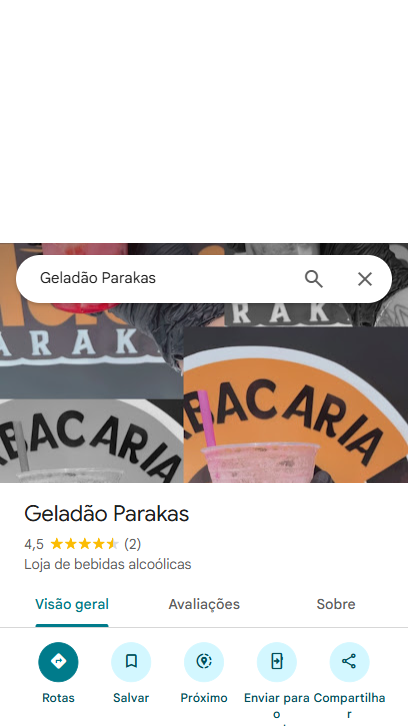 Geladão Parakas
ARAK
RAK
BACARIA
BACARIA
Geladão Parakas
4,5 (2)
Loja de bebidas alcoólicas
Visão geral Avaliações Sobre
Rotas Salvar Próximo Enviar para o Compartilhar